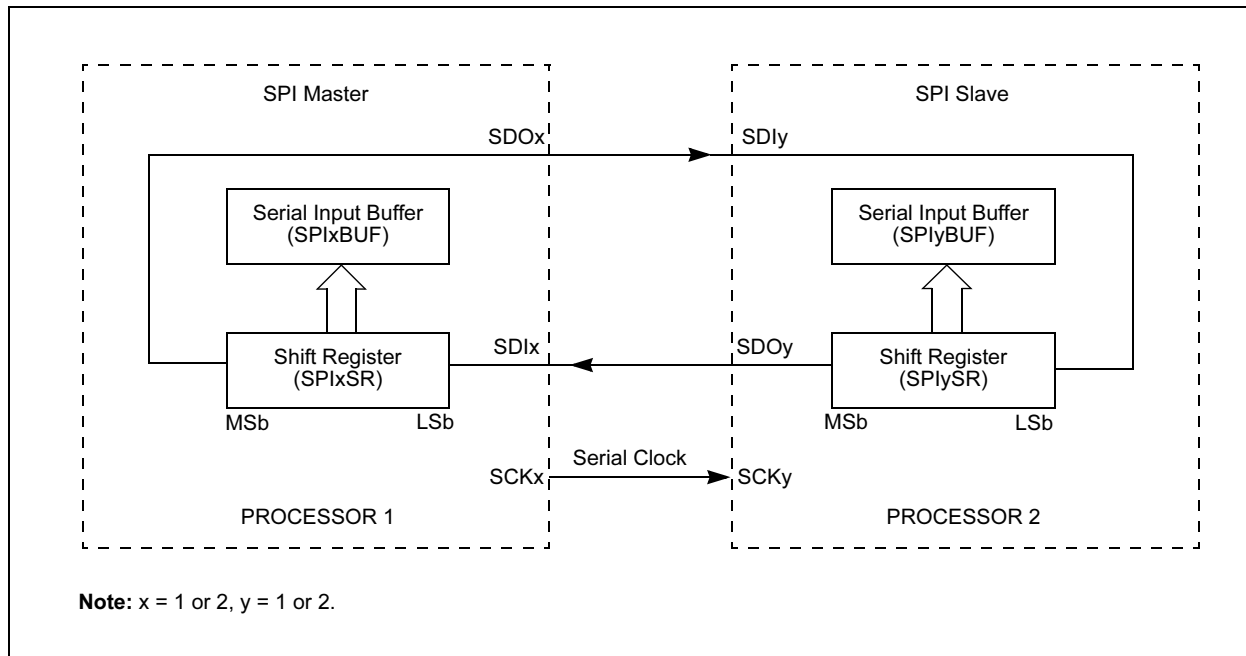 SPI Master
SPI Slave
SDOx
SDIy
Serial Input Buffer
(SPIxBUF)
Serial Input Buffer
(SPIyBUF)
SDIx
SDOy
Shift Register
(SPIxSR)
Shift Register
(SPIySR)
MSb
LSb
MSb
LSb
SCKx
Serial Clock
SCKy
PROCESSOR 1
PROCESSOR 2
Note: x = 1 or 2, y = 1 or 2.